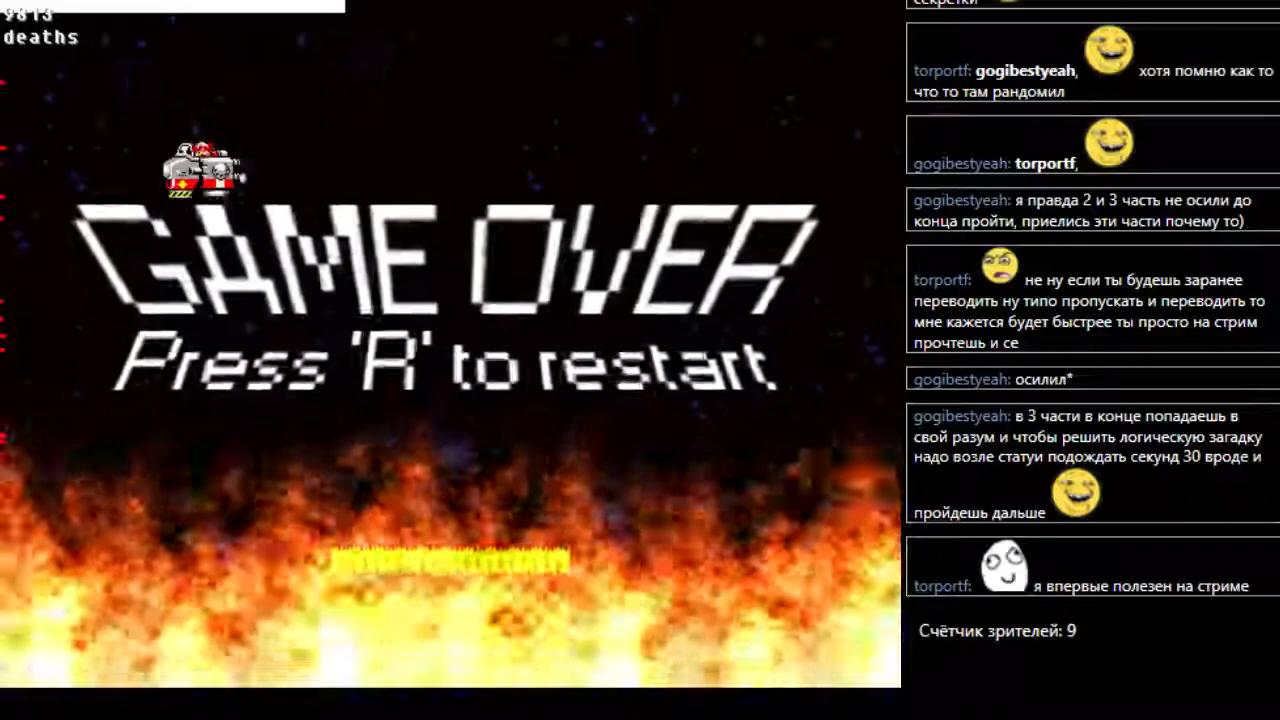 9813
deaths
GAME OVER
Press 'R' to restart
секретки
torportf: gogibestyeah, хотя помню как то
что то там рандомил
gogibestyeah: torportf,
gogibestyeah: я правда 2 и 3 часть не осили до
конца пройти, приелись эти части почему то)
torportf: не ну если ты будешь заранее
переводить ну типо пропускать и переводить то
мне кажется будет быстрее ты просто на стрим
прочтешь и се
gogibestyeah: осилил*
gogibestyeah: в 3 части в конце попадаешь в
свой разум и чтобы решить логическую загадку
надо возле статуи подождать секунд 30 вроде и
пройдешь дальше
torportf: я впервые полезен на стриме
Счётчик зрителей: 9